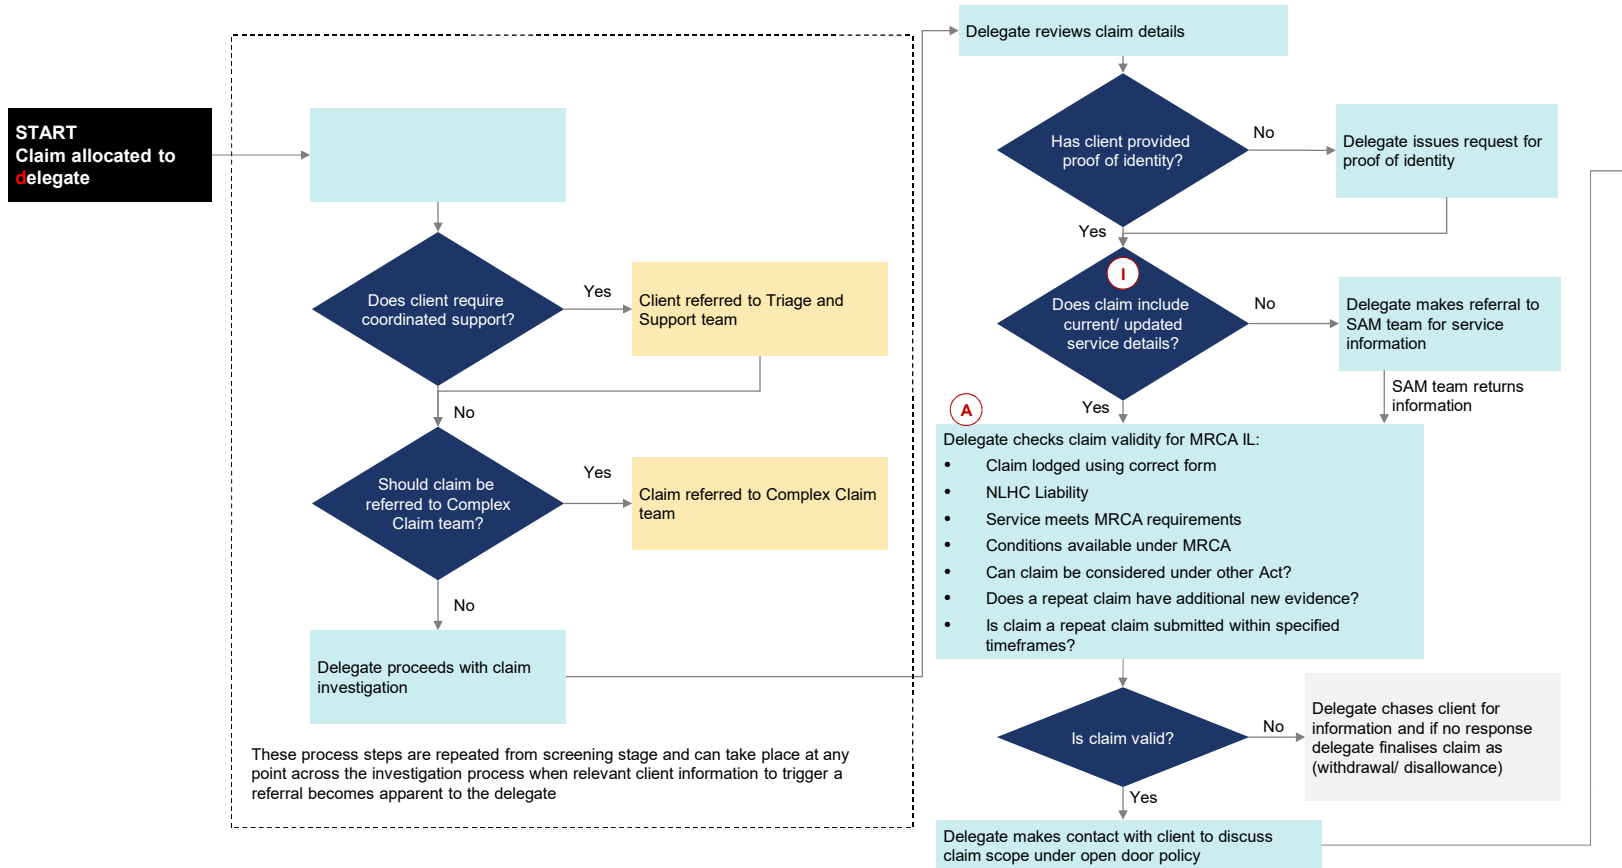 START
Claim allocated to
delegate
Does client require
coordinated support?
Yes
Client referred to Triage and
Support team
No
Should claim be
referred to Complex
Claim team?
Yes
Claim referred to Complex Claim
team
No
Delegate proceeds with claim
investigation
These process steps are repeated from screening stage and can take place at any
point across the investigation process when relevant client information to trigger a
referral becomes apparent to the delegate
Delegate reviews claim details
Has client provided
proof of identity?
No
Delegate issues request for
proof of identity
Yes
I
Does claim include
current/ updated
service details?
No
Delegate makes referral to
SAM team for service
information
SAM team returns
information
Yes
A
Delegate checks claim validity for MRCA IL:
• Claim lodged using correct form
• NLHC Liability
• Service meets MRCA requirements
• Conditions available under MRCA
• Can claim be considered under other Act?
• Does a repeat claim have additional new evidence?
• Is claim a repeat claim submitted within specified
timeframes?
Is claim valid?
No
Delegate chases client for
information and if no response
delegate finalises claim as
(withdrawal/ disallowance)
Yes
Delegate makes contact with client to discuss
claim scope under open door policy